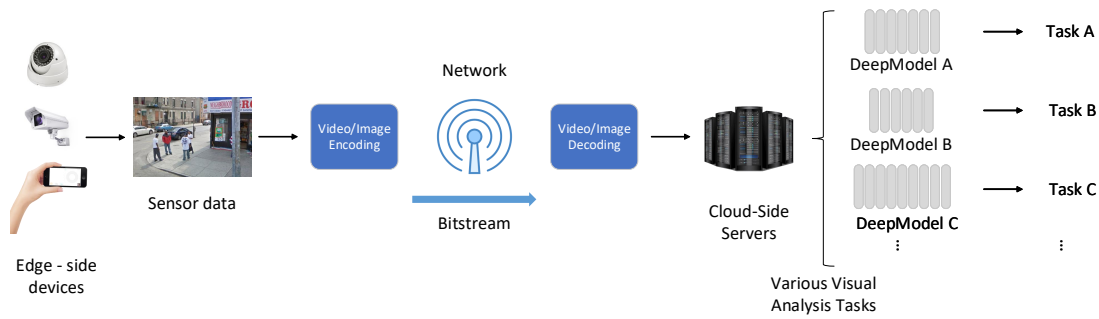 Edge - side
devices
Sensor data
Video/Image
Encoding
Network
Bitstream
Video/Image
Decoding
Cloud-Side
Servers
Various Visual
Analysis Tasks
DeepModel A
Task A
DeepModel B
Task B
DeepModel C
Task C